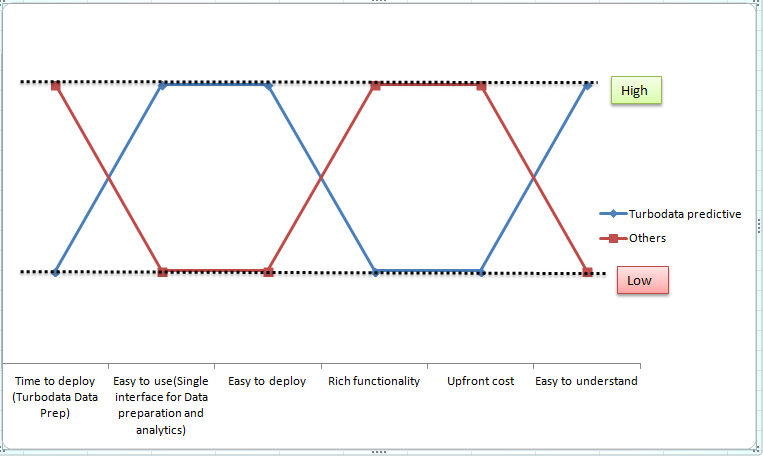 High
Turbodata predictive
Others
Low
Time to deploy
(Turbodata Data
Prep)
Easy to use(Single
interface for Data
preparation and
analytics)
Easy to deploy
Rich functionality
Upfront cost
Easy to understand